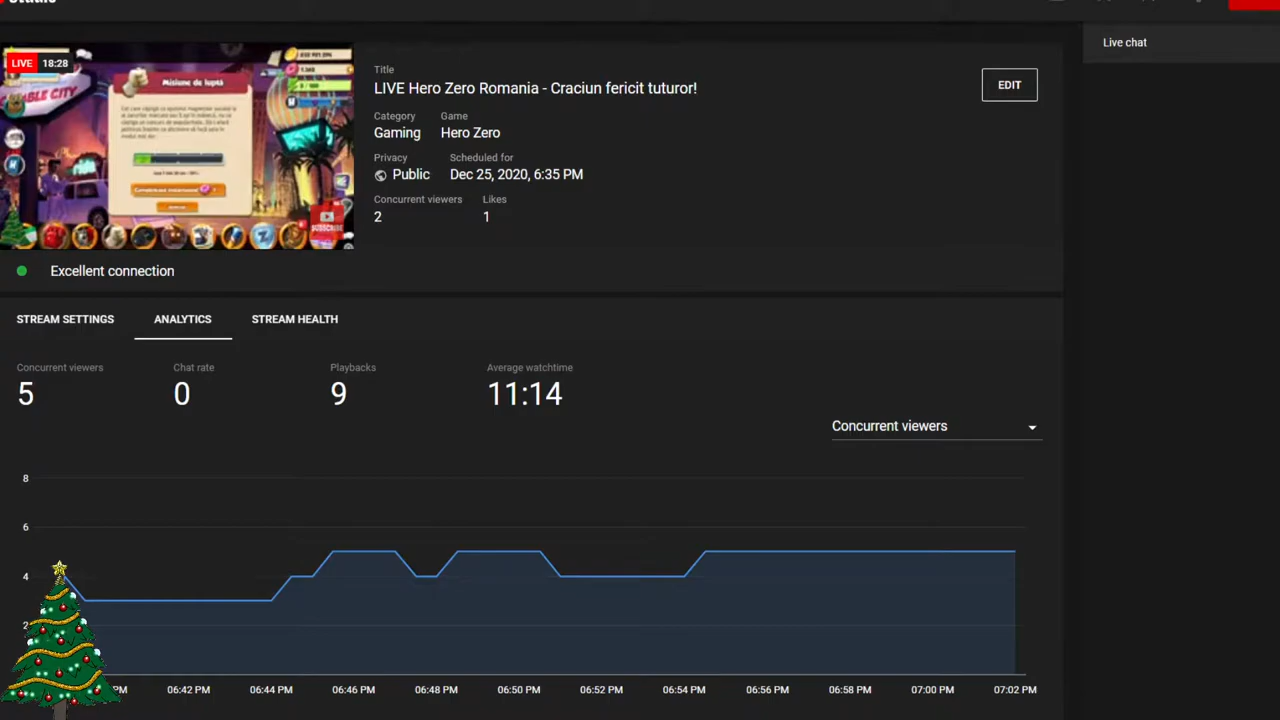 Studio
Live chat
LIVE 18:28
Misiune de luptă
SUBSCRIBE
Title
LIVE Hero Zero Romania - Craciun fericit tuturor!
EDIT
Category Game
Gaming Hero Zero
Privacy Scheduled for
Public Dec 25, 2020, 6:35 PM
Concurrent viewers Likes
2 1
Excellent connection
STREAM SETTINGS ANALYTICS STREAM HEALTH
Concurrent viewers Chat rate Playbacks Average watchtime
5 0 9 11:14
Concurrent viewers
8
6
4
2
PM 06:42 PM 06:44 PM 06:46 PM 06:48 PM 06:50 PM 06:52 PM 06:54 PM 06:56 PM 06:58 PM 07:00 PM 07:02 PM